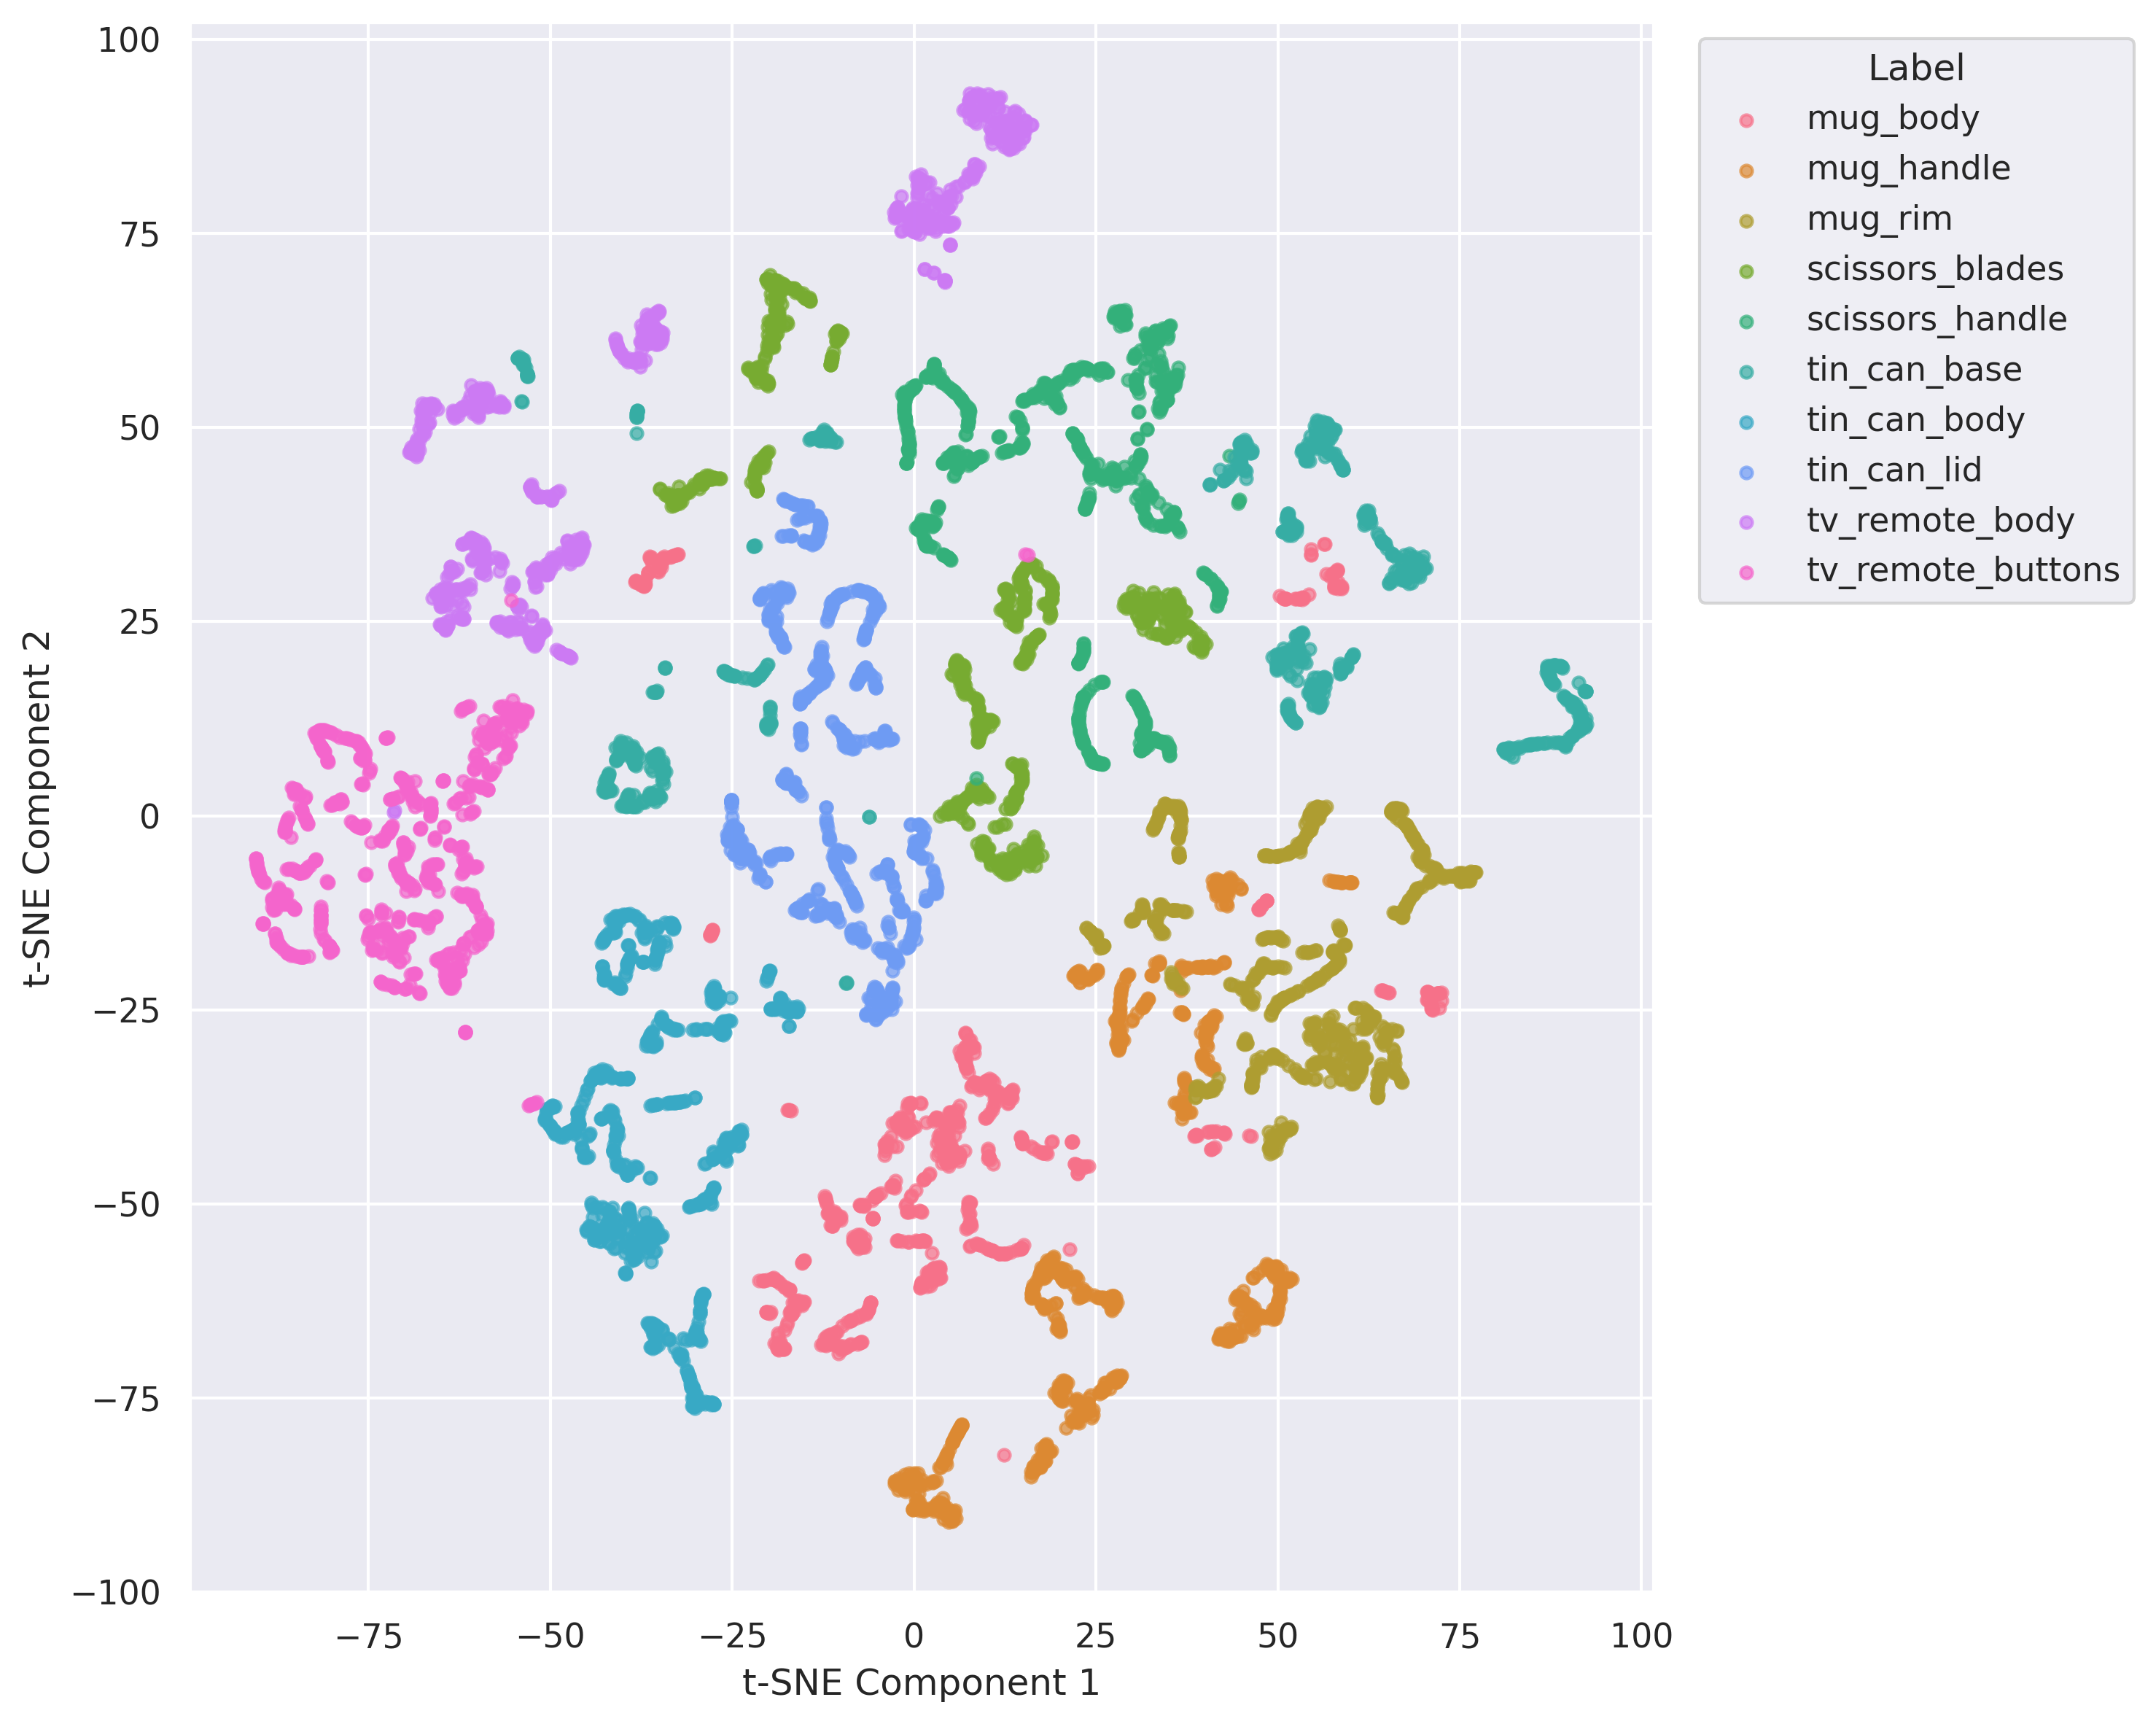 100
75
50
25
0
−25
−50
−75
−100
−75
−50
−25
0
25
50
75
100
t-SNE Component 1
t-SNE Component 2
Label
mug_body
mug_handle
mug_rim
scissors_blades
scissors_handle
tin_can_base
tin_can_body
tin_can_lid
tv_remote_body
tv_remote_buttons